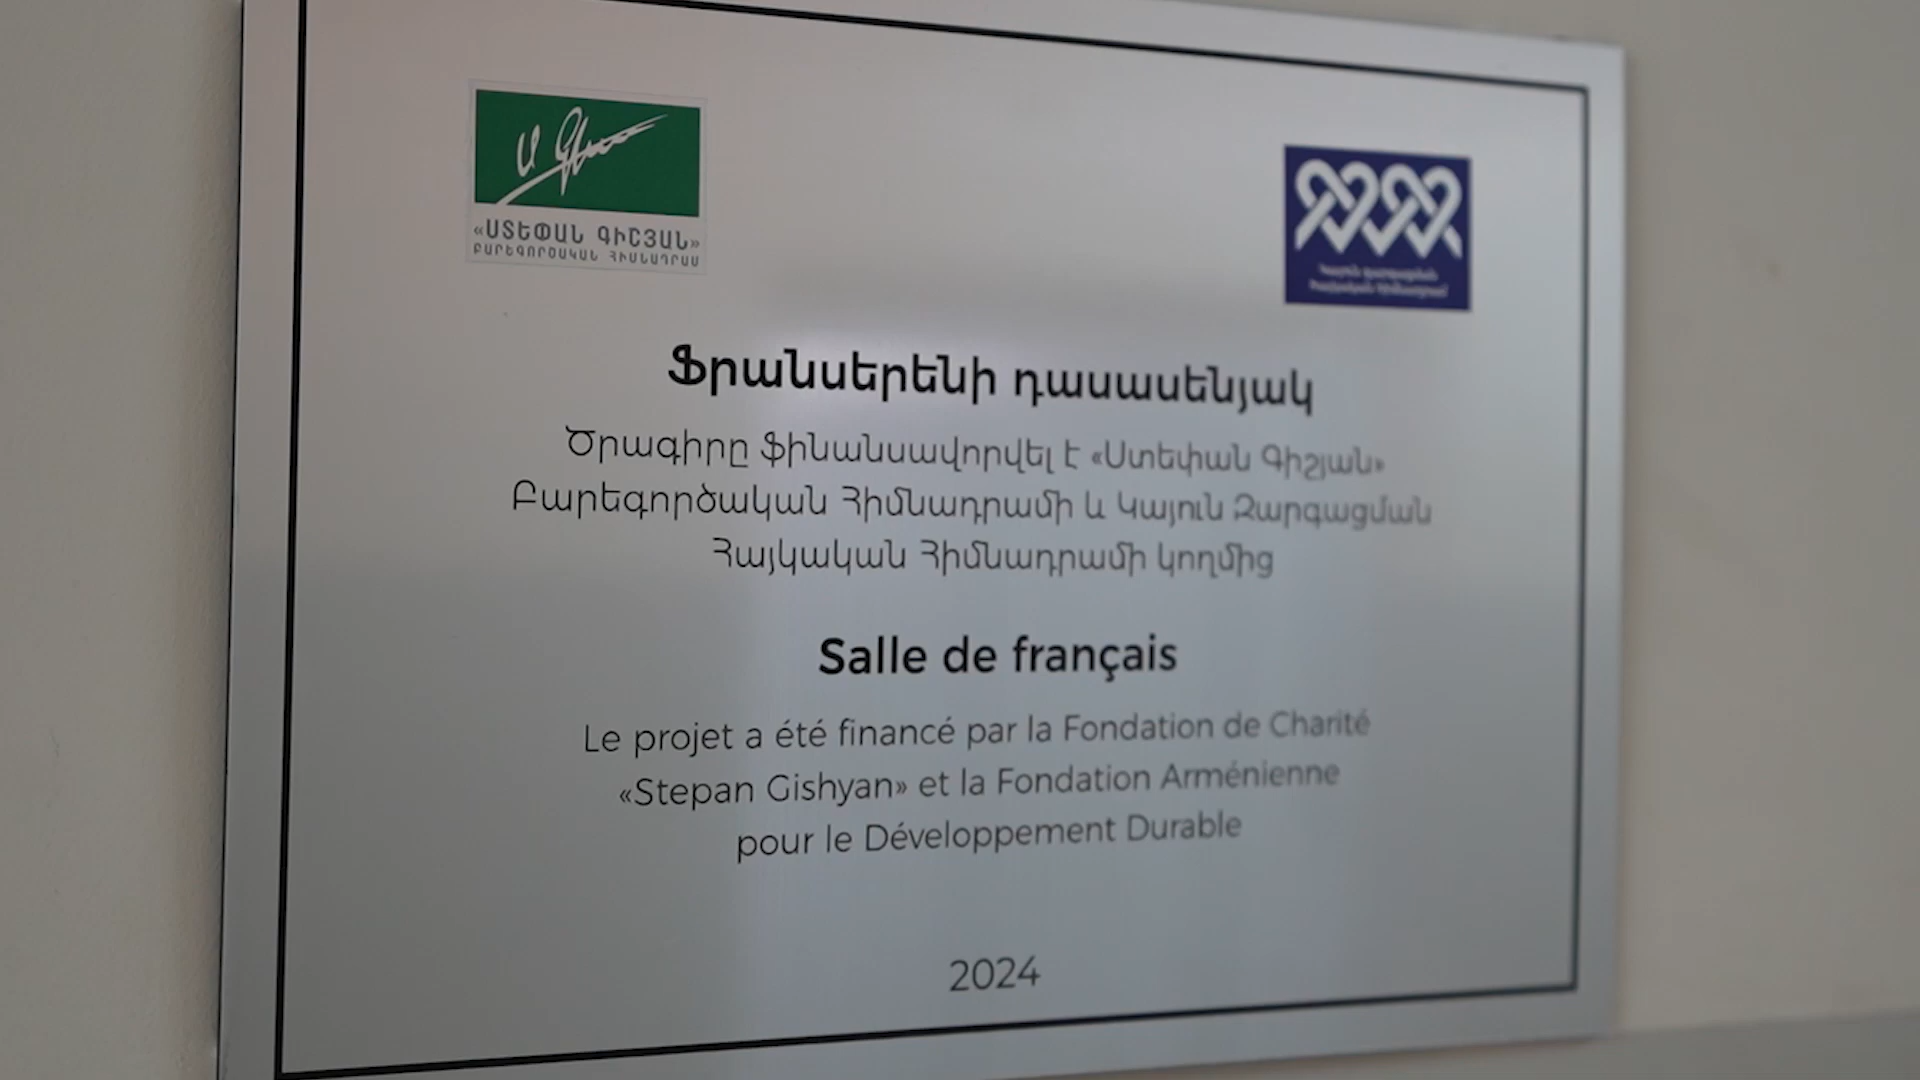 «ՍՏԵՓԱՆ ԳԻՇՅԱՆ»
ԲԱՐԵԳՈՐԾԱԿԱՆ ՀԻՄՆԱԴՐԱՄ
Ֆրանսերենի դասասենյակ
Ծրագիրը ֆինանսավորվել է «Ստեփան Գիշյան»
Բարեգործական Հիմնադրամի և Կայուն Զարգացման
Հայկական Հիմնադրամի կողմից
Salle de français
Le projet a été financé par la Fondation de Charité
«Stepan Gishyan» et la Fondation Arménienne
pour le Développement Durable
2024